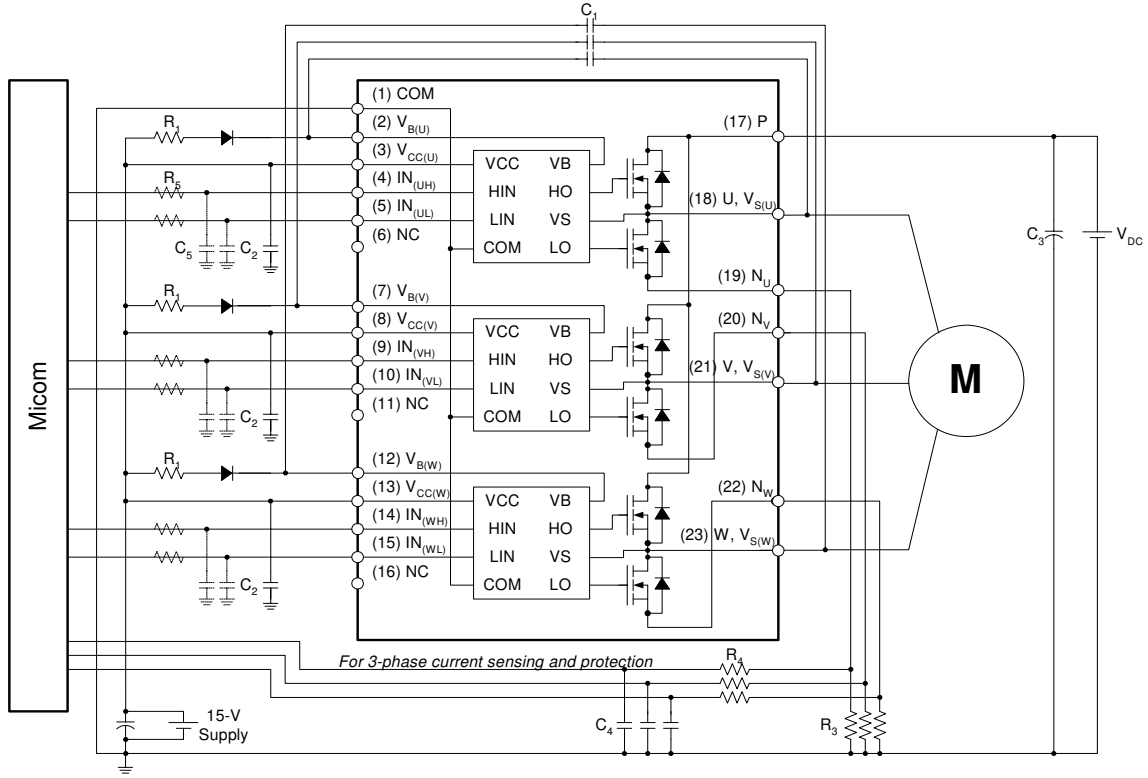 C1
Micom
(1) COM
(2) VB(U)
(3) VCC(U)
(4) IN(UH)
(5) IN(UL)
(6) NC
(7) VB(V)
(8) VCC(V)
(9) IN(VH)
(10) IN(VL)
(11) NC
(12) VB(W)
(13) VCC(W)
(14) IN(WH)
(15) IN(WL)
(16) NC
R1
R5
C5
C2
R1
C2
R1
C2
VCC VB
HIN HO
LIN VS
COM LO
VCC VB
HIN HO
LIN VS
COM LO
VCC VB
HIN HO
LIN VS
COM LO
(17) P
(18) U, VS(U)
(19) NU
(20) NV
(21) V, VS(V)
(22) NW
(23) W, VS(W)
C3
VDC
M
For 3-phase current sensing and protection
R4
C4
R3
15-V
Supply